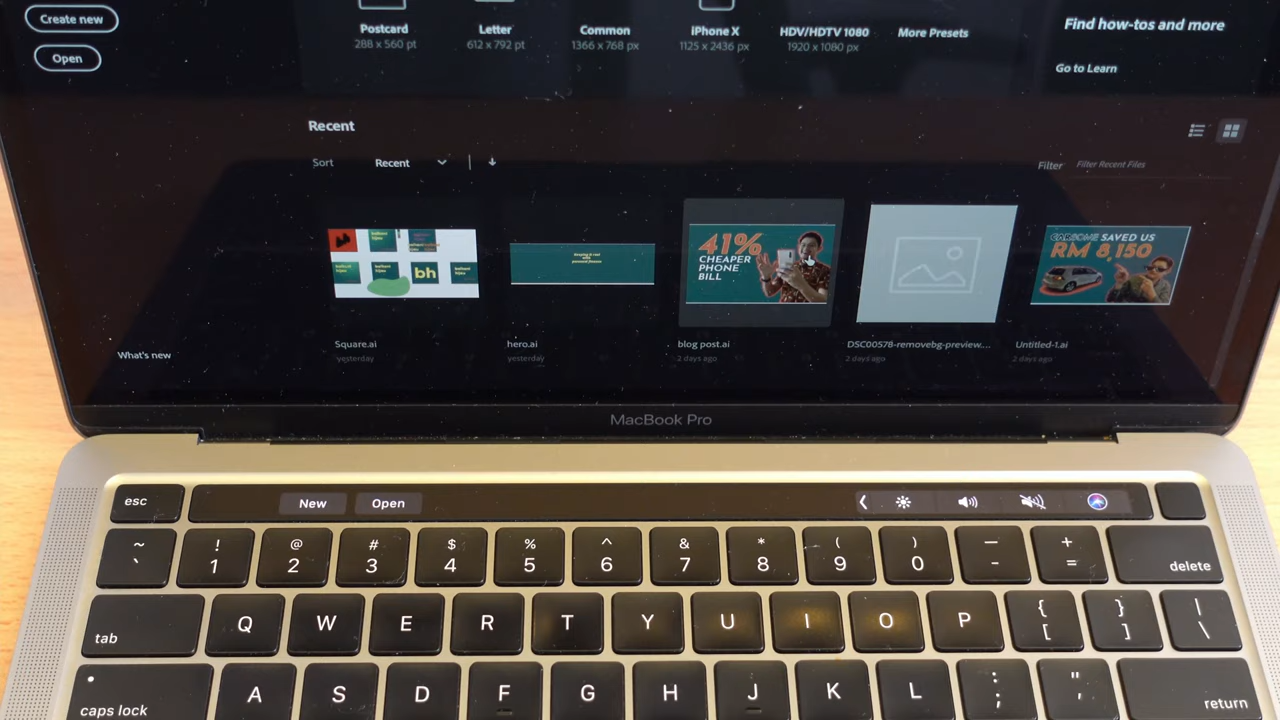 Create new
Open
Postcard
288 x 560 pt
Letter
612 x 792 pt
Common
1366 x 768 px
iPhone X
1125 x 2436 px
HDV/HDTV 1080
1920 x 1080 px
More Presets
Find how-tos and more
Go to Learn
Recent
Sort
Recent
Filter
Filter Recent Files
bh
41%
CHEAPER
PHONE
BILL
CARSOME SAVED US
RM 8,150
Square.ai
yesterday
hero.ai
yesterday
blog post.ai
2 days ago
DSC00578-removebg-preview....
2 days ago
Untitled-1.ai
2 days ago
What's new
MacBook Pro
esc
New
Open
~ ! @ # $ % ^ & * ( ) — +
` 1 2 3 4 5 6 7 8 9 0 - = delete
tab Q W E R T Y U I O P { [ } ] | \
caps lock A S D F G H J K L : ; " ' return